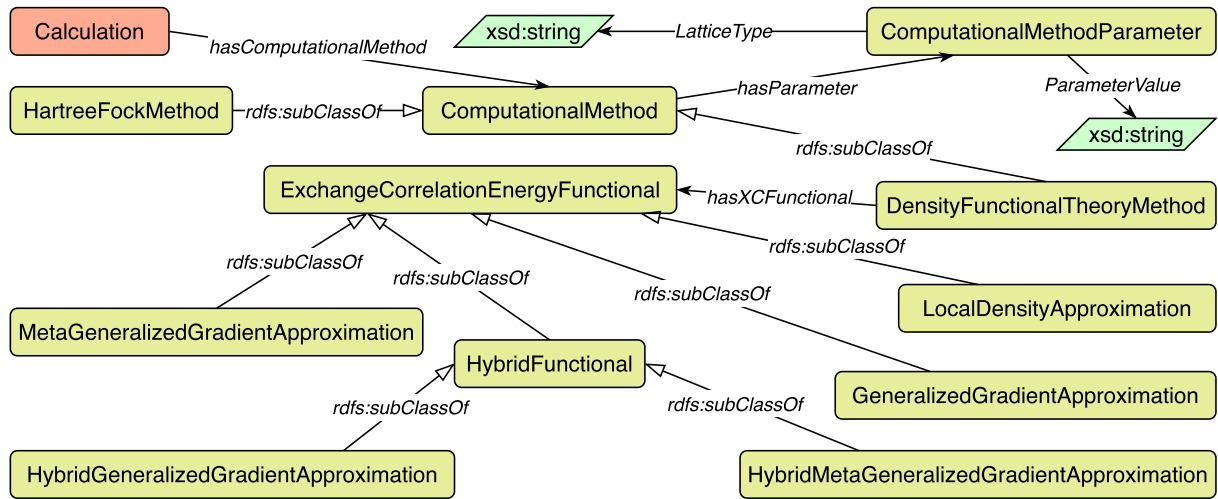 Calculation
hasComputationalMethod
xsd:string
LatticeType
ComputationalMethodParameter
HartreeFockMethod
rdfs:subClassOf
ComputationalMethod
hasParameter
ParameterValue
xsd:string
rdfs:subClassOf
ExchangeCorrelationEnergyFunctional
hasXCFunctional
DensityFunctionalTheoryMethod
rdfs:subClassOf
rdfs:subClassOf
rdfs:subClassOf
rdfs:subClassOf
LocalDensityApproximation
MetaGeneralizedGradientApproximation
HybridFunctional
GeneralizedGradientApproximation
rdfs:subClassOf
rdfs:subClassOf
HybridGeneralizedGradientApproximation
HybridMetaGeneralizedGradientApproximation